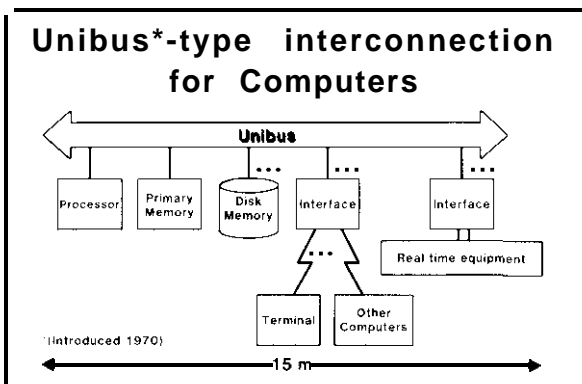 Unibus*-type interconnection
for Computers
Unibus
Processor
Primary
Memory
Disk
Memory
Interface
Interface
Real time equipment
Terminal
Other
Computers
*(Introduced 1970)
15 m